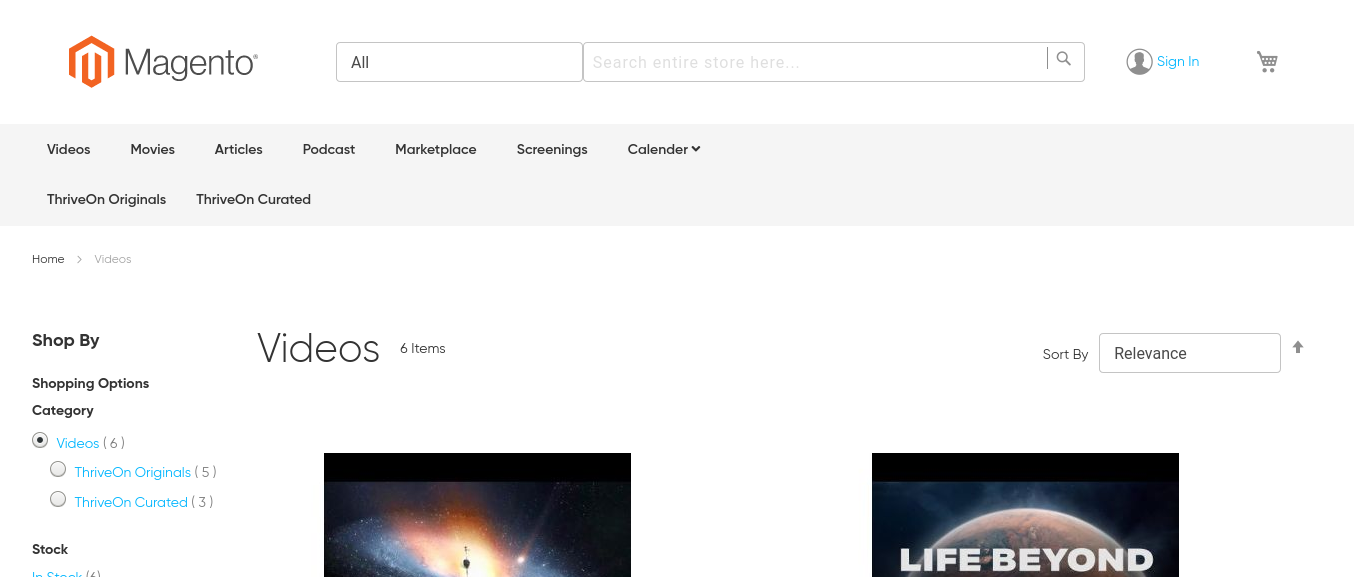 Magento®
All
Search entire store here...
Sign In
Videos Movies Articles Podcast Marketplace Screenings Calender
ThriveOn Originals ThriveOn Curated
Home > Videos
Shop By
Videos 6 Items
Sort By Relevance
Shopping Options
Category
Videos ( 6 )
ThriveOn Originals ( 5 )
ThriveOn Curated ( 3 )
Stock
In Stock (6)
LIFE BEYOND